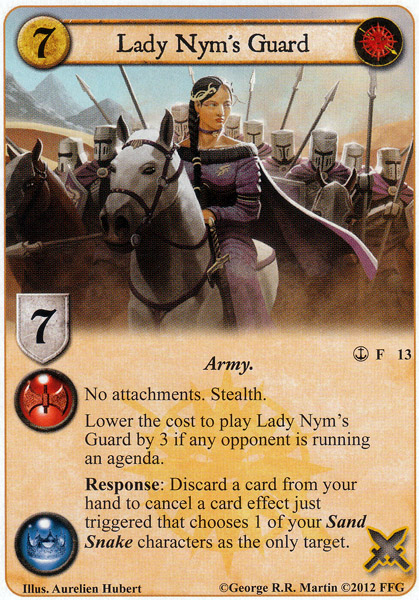 7
Lady Nym's Guard
7
F 13
Army.
No attachments. Stealth.
Lower the cost to play Lady Nym's
Guard by 3 if any opponent is running
an agenda.
Response: Discard a card from your
hand to cancel a card effect just
triggered that chooses 1 of your Sand
Snake characters as the only target.
Illus. Aurelien Hubert
©George R.R. Martin ©2012 FFG